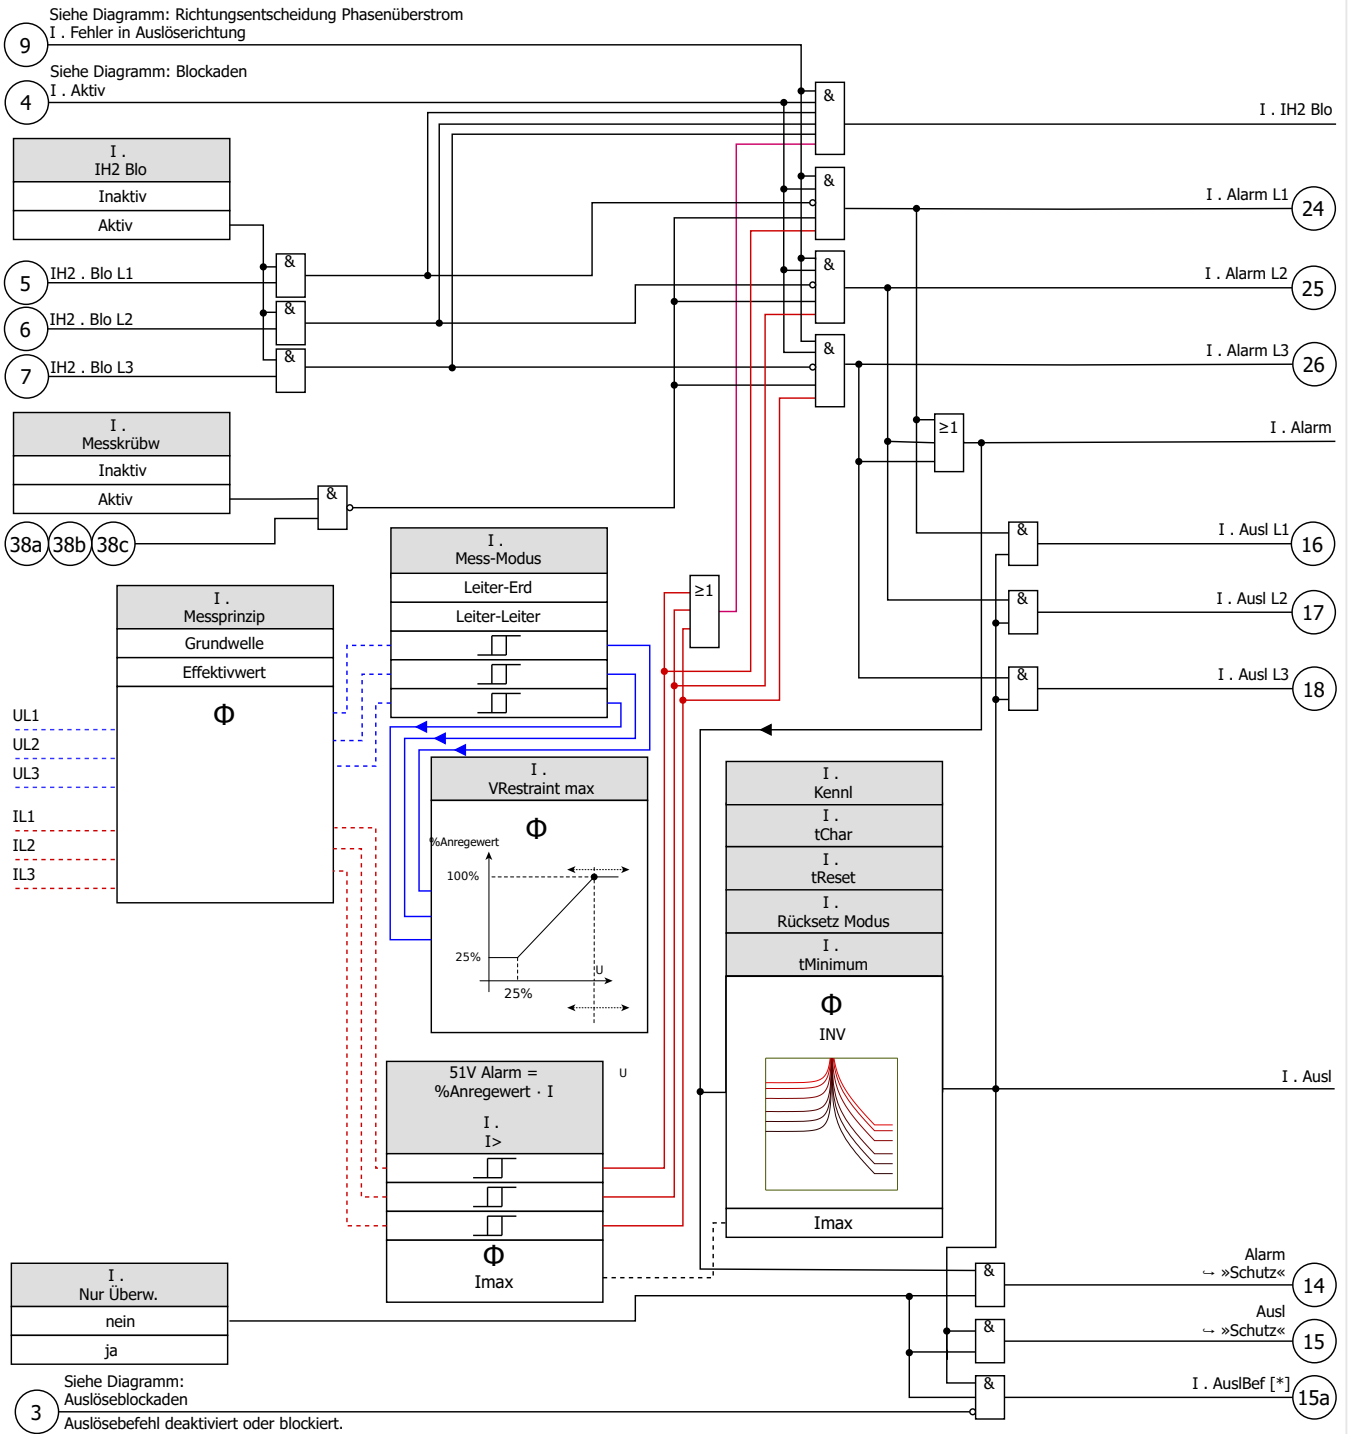 Siehe Diagramm: Richtungsentscheidung Phasenüberstrom
9
I . Fehler in Auslöserichtung
Siehe Diagramm: Blockaden
4
I . Aktiv
&
I . IH2 Blo
I .
IH2 Blo
Inaktiv
Aktiv
&
I . Alarm L1
24
5
IH2 . Blo L1
&
&
I . Alarm L2
25
6
IH2 . Blo L2
&
7
IH2 . Blo L3
&
&
I . Alarm L3
26
I .
Messkrübw
Inaktiv
Aktiv
&
38a
38b
38c
≥1
I . Alarm
&
I . Ausl L1
16
&
I . Ausl L2
17
&
I . Ausl L3
18
I .
Mess-Modus
Leiter-Erd
Leiter-Leiter
≥1
I .
Messprinzip
Grundwelle
Effektivwert
Φ
UL1
UL2
UL3
IL1
IL2
IL3
I .
VRestraint max
Φ
%Anregewert
100%
25%
25%
U
I .
Kennl
I .
tChar
I .
tReset
I .
Rücksetz Modus
I .
tMinimum
Φ
INV
Imax
I . Ausl
51V Alarm =
%Anregewert · I
U
I .
I>
Φ
Imax
I .
Nur Überw.
nein
ja
&
Alarm
↪ »Schutz«
14
&
Ausl
↪ »Schutz«
15
&
I . AuslBef [*]
15a
Siehe Diagramm:
Auslöseblockaden
3
Auslösebefehl deaktiviert oder blockiert.